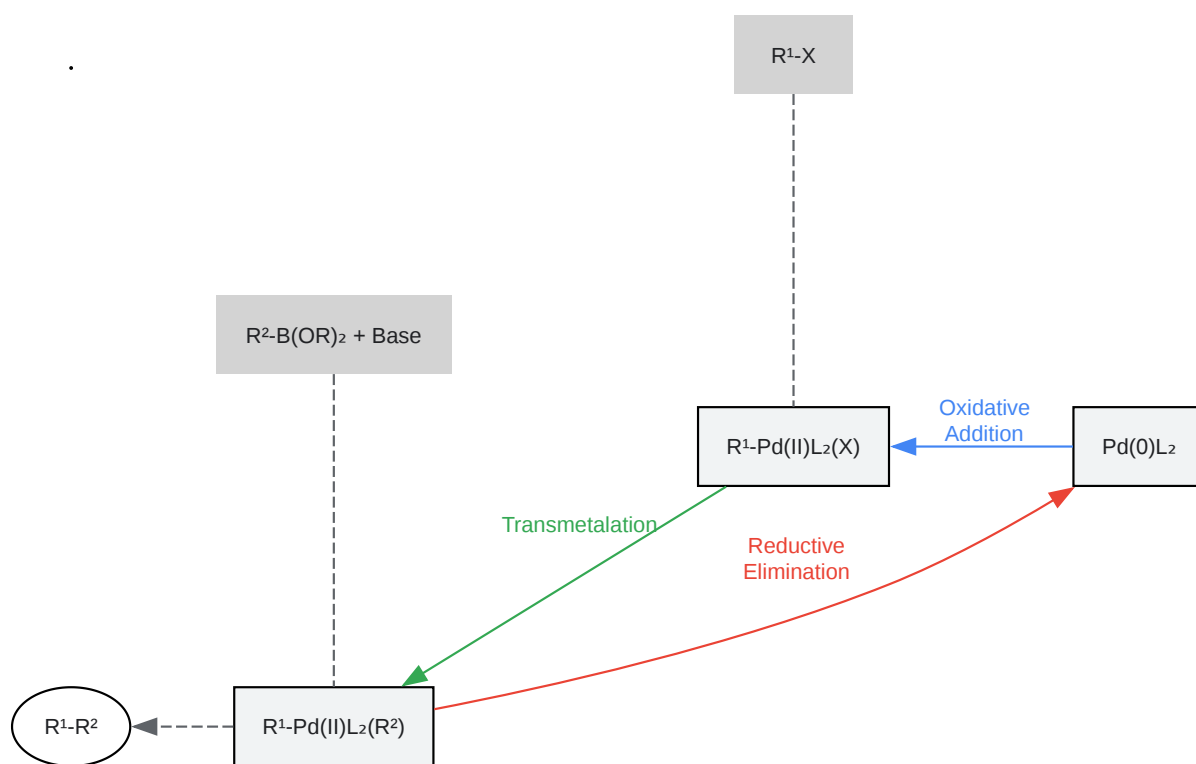 .
R¹-X
R²-B(OR)₂ + Base
Oxidative
Addition
R¹-Pd(II)L₂(X)
Pd(0)L₂
Transmetalation
Reductive
Elimination
R¹-R²
R¹-Pd(II)L₂(R²)